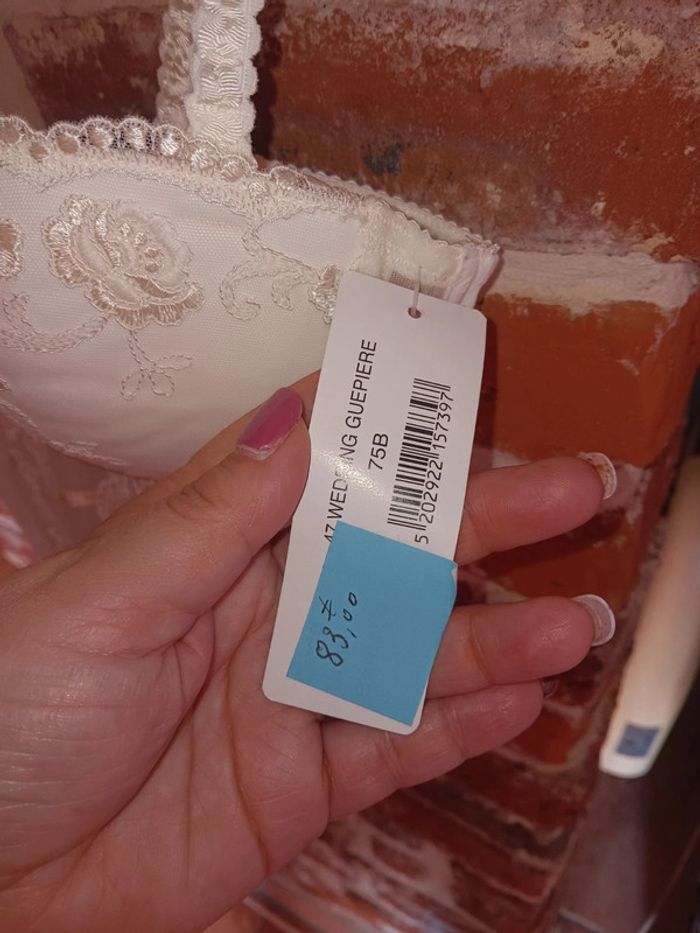 WEDDING GUEPIERE
75B
5 202922 157397
83,00